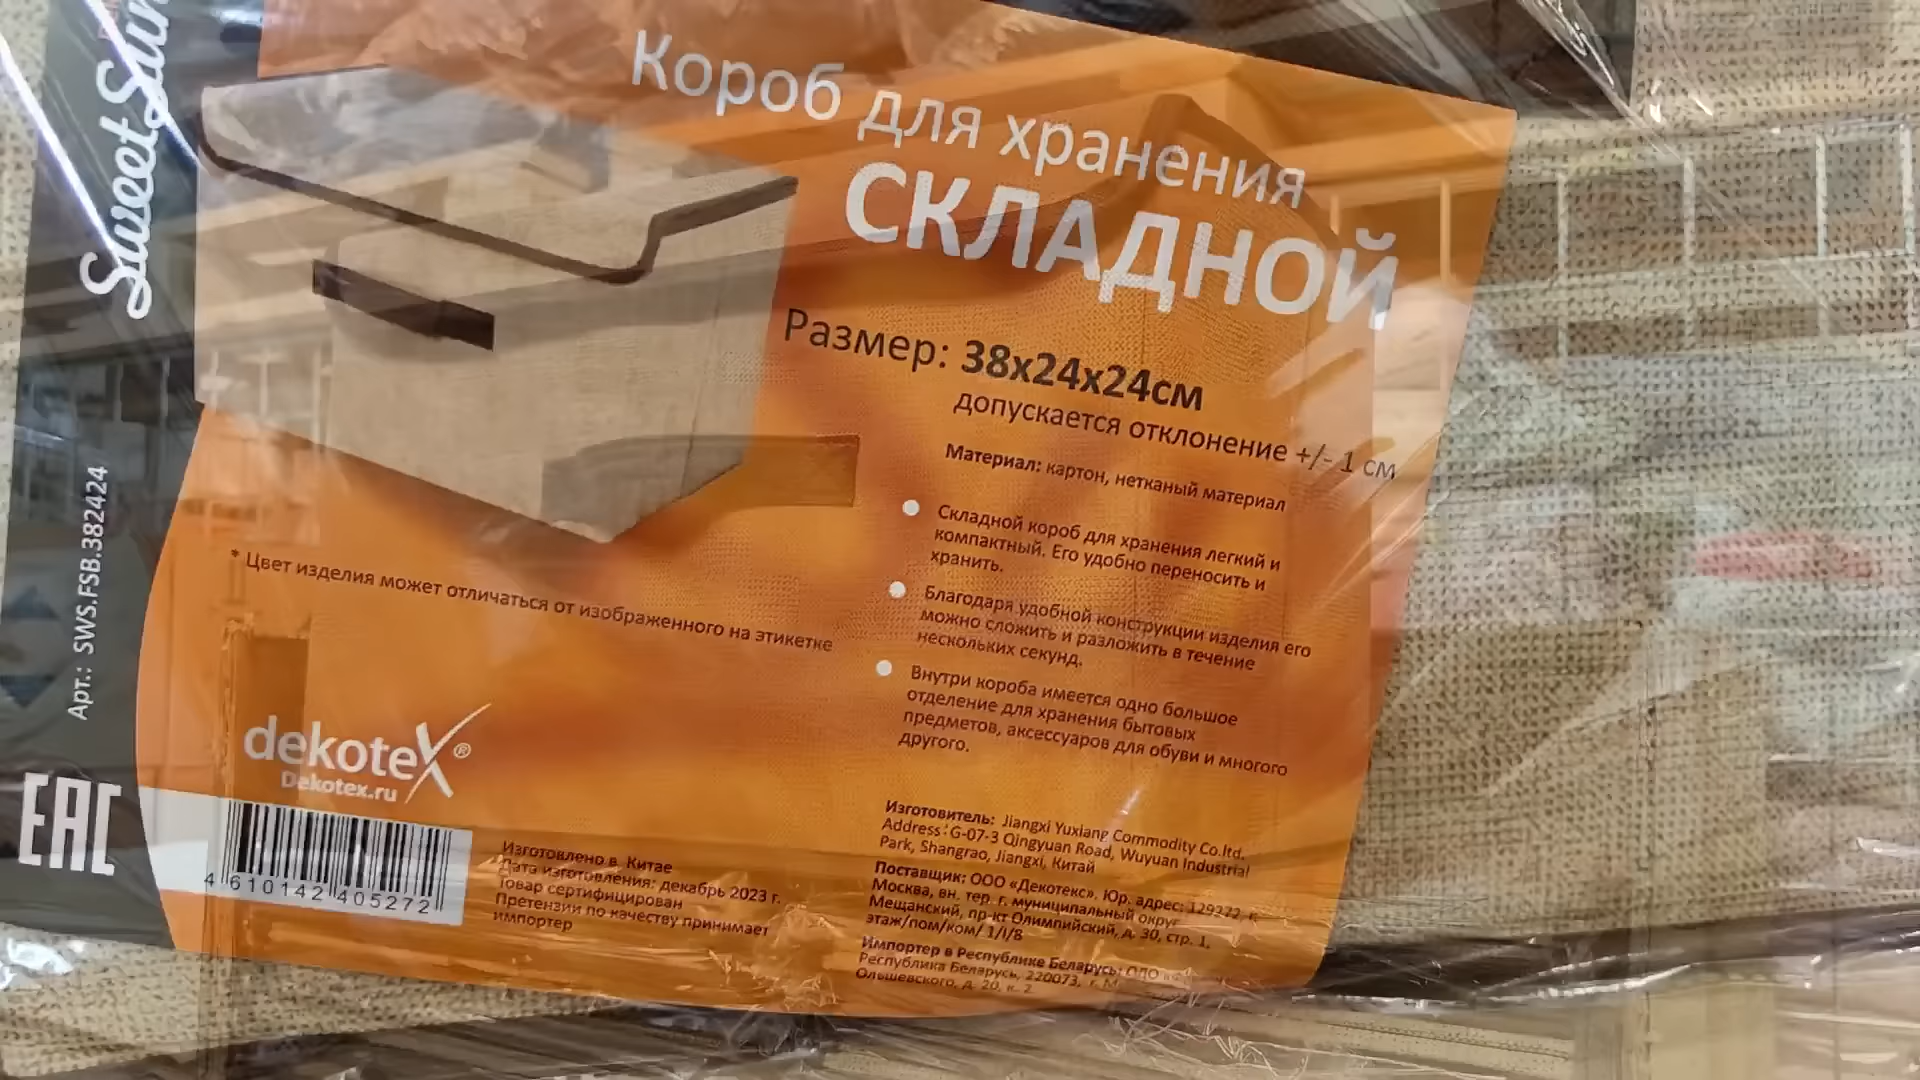 Sweet
Арт.: SWS.FSB.382424
EAC
Короб для хранения
СКЛАДНОЙ
Размер: 38х24х24см
допускается отклонение +/- 1 см
Материал: картон, нетканый материал
Складной короб для хранения легкий и
компактный. Его удобно переносить и
хранить.
Благодаря удобной конструкции изделия его
можно сложить и разложить в течение
нескольких секунд.
Внутри короба имеется одно большое
отделение для хранения бытовых
предметов, аксессуаров для обуви и многого
другого.
* Цвет изделия может отличаться от изображенного на этикетке
dekotex®
Dekotex.ru
4 610142 405272
Изготовлено в Китае
Дата изготовления: декабрь 2023 г.
Товар сертифицирован
Претензии по качеству принимает
импортер
Изготовитель: Jiangxi Yuxiang Commodity Co.ltd.
Address : G-07-3 Qingyuan Road, Wuyuan Industrial
Park, Shangrao, Jiangxi, Китай
Поставщик: ООО «Декотекс». Юр. адрес: 129272, г.
Москва, вн. тер. г. муниципальный округ
Мещанский, пр-кт Олимпийский, д. 30, стр. 1,
этаж/пом/ком/ 1/I/8
Импортер в Республике Беларусь:
Республика Беларусь, 220073, г.
Ольшевского, д. 20, к. 2